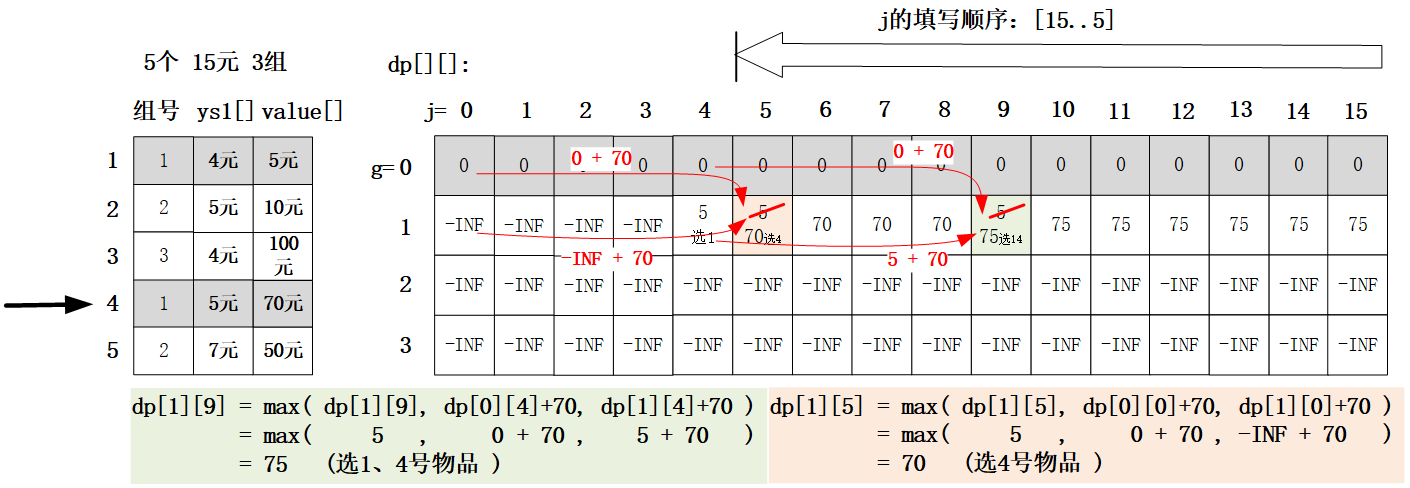 j的填写顺序：[15..5]
5个 15元 3组
dp[][]:
组号 ys1[] value[]
j= 0 1 2 3 4 5 6 7 8 9 10 11 12 13 14 15
1 1 4元 5元
g=0 0 0 0 0 0 0 0 0 0 0 0 0 0 0
0 + 70 0 + 70
2 2 5元 10元
1 -INF -INF -INF -INF 5 5 70 70 70 5 75 75 75 75 75 75
选1 70选4 75选14
-INF + 70 5 + 70
3 3 4元 100元
2 -INF -INF -INF -INF -INF -INF -INF -INF -INF -INF -INF -INF -INF -INF -INF -INF
4 1 5元 70元
3 -INF -INF -INF -INF -INF -INF -INF -INF -INF -INF -INF -INF -INF -INF -INF -INF
5 2 7元 50元
dp[1][9] = max( dp[1][9], dp[0][4]+70, dp[1][4]+70 )
= max( 5 , 0 + 70 , 5 + 70 )
= 75 (选1、4号物品 )
dp[1][5] = max( dp[1][5], dp[0][0]+70, dp[1][0]+70 )
= max( 5 , 0 + 70 , -INF + 70 )
= 70 (选4号物品 )